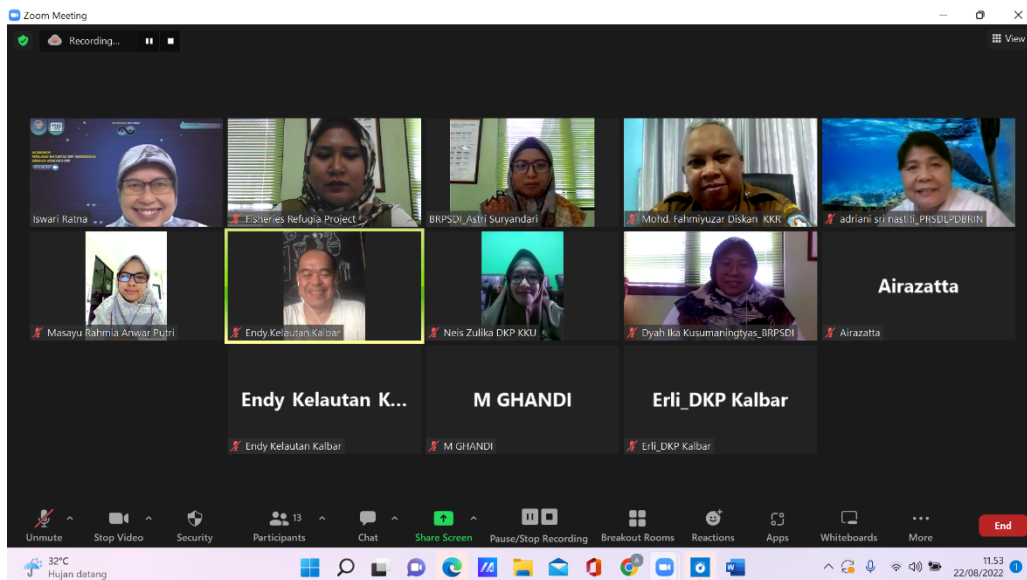 Zoom Meeting
Recording...
View
WORKSHOP
Iswari Ratna
Fisheries Refugia Project
BRPSDI_Astri Suryandari
Mohd. Fahmiyuzar Diskan KKR
adriani sri nastiti_PRSDLPDBRIN
Masayu Rahmia Anwar Putri
Endy.Kelautan.Kalbar
Neis Zulika DKP KKU
Dyah Ika Kusumaningtyas_BRPSDI
Airazatta
Airazatta
Endy Kelautan K...
M GHANDI
Erli_DKP Kalbar
Endy Kelautan Kalbar
M GHANDI
Erli_DKP Kalbar
13
Unmute
Stop Video
Security
Participants
Chat
Share Screen
Pause/Stop Recording
Breakout Rooms
Reactions
Apps
Whiteboards
More
End
32°C
Hujan datang
11.53
22/08/2022
1